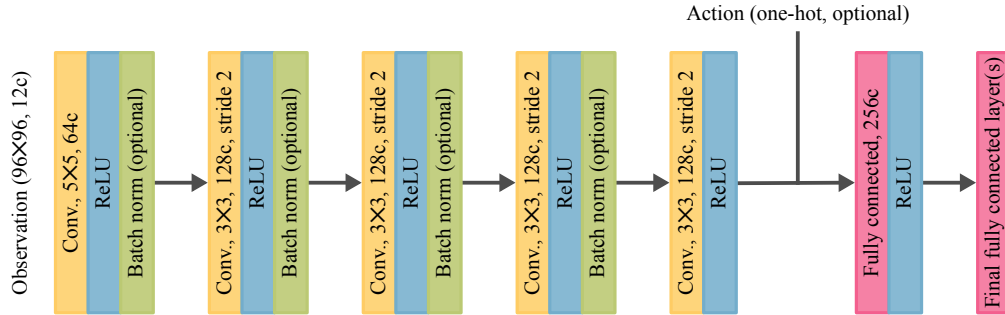 Action (one-hot, optional)
Observation (96×96, 12c)
Conv., 5×5, 64c
ReLU
Batch norm (optional)
Conv., 3×3, 128c, stride 2
ReLU
Batch norm (optional)
Conv., 3×3, 128c, stride 2
ReLU
Batch norm (optional)
Conv., 3×3, 128c, stride 2
ReLU
Batch norm (optional)
Conv., 3×3, 128c, stride 2
ReLU
Fully connected, 256c
ReLU
Final fully connected layer(s)